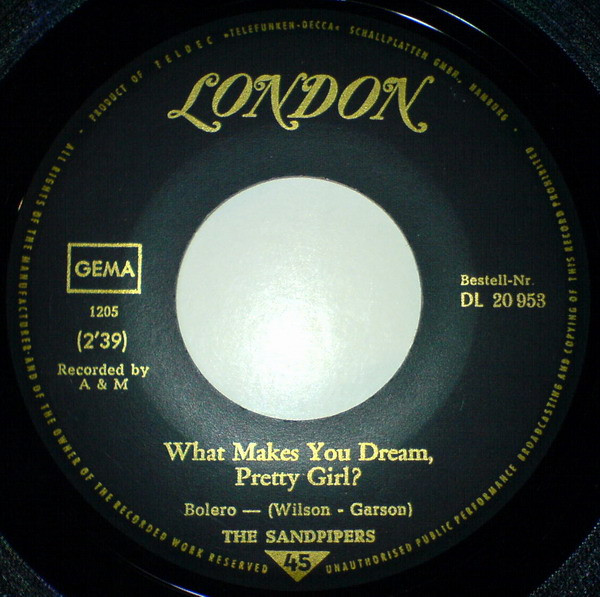 ALL RIGHTS OF THE MANUFACTURER AND OF THE OWNER OF THE RECORDED WORK RESERVED
PRODUCT OF TELDEC »TELEFUNKEN-DECCA« SCHALLPLATTEN GMBH, HAMBURG
UNAUTHORISED PUBLIC PERFORMANCE BROADCASTING AND COPYING OF THIS RECORD PROHIBITED
LONDON
GEMA
1205
(2'39)
Recorded by
A & M
Bestell-Nr.
DL 20 953
What Makes You Dream,
Pretty Girl?
Bolero — (Wilson - Garson)
THE SANDPIPERS
45